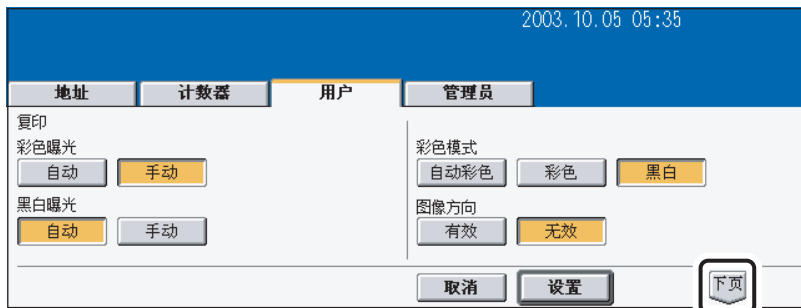 2003.10.05 05:35
地址 计数器 用户 管理员
复印
彩色曝光
自动 手动
黑白曝光
自动 手动
彩色模式
自动彩色 彩色 黑白
图像方向
有效 无效
取消 设置 下页